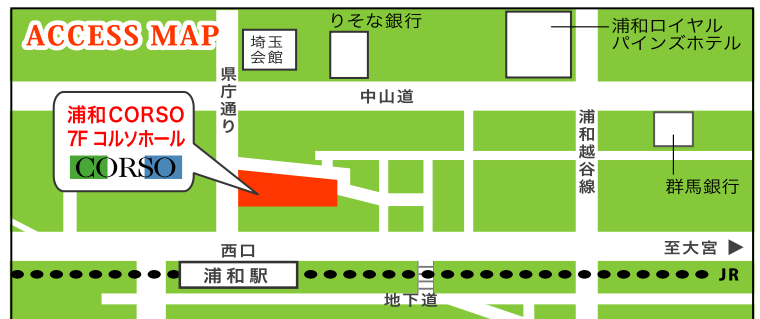 ACCESS MAP
りそな銀行
埼玉
会館
浦和ロイヤル
パインズホテル
県庁通り
中山道
浦和CORSO
7F コルソホール
CORSO
浦和越谷線
群馬銀行
西口
至大宮
浦和駅
JR
地下道